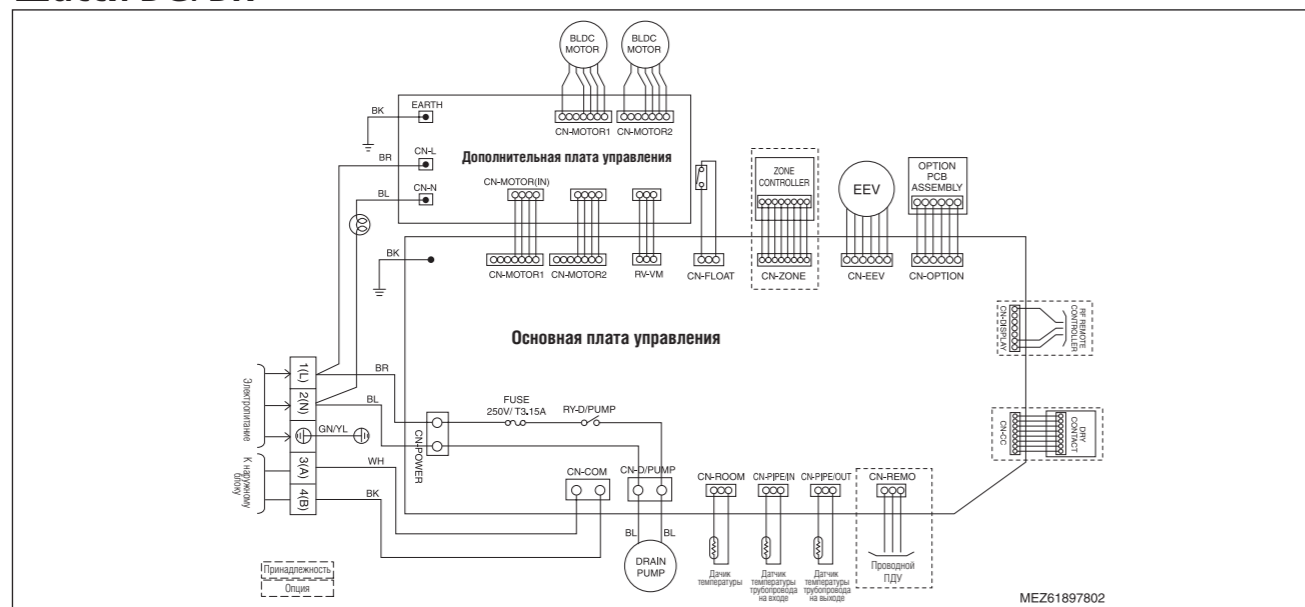 BLDC
MOTOR
BLDC
MOTOR
EARTH
BK
CN-MOTOR1
CN-MOTOR2
CN-L
BR
Дополнительная плата управления
CN-N
BL
CN-MOTOR(IN)
ZONE
CONTROLLER
EEV
OPTION
PCB
ASSEMBLY
BK
CN-MOTOR1
CN-MOTOR2
RV-VM
CN-FLOAT
CN-ZONE
CN-EEV
CN-OPTION
CN-DISPLAY
RF REMOTE
CONTROLLER
Основная плата управления
Электропитание
1(L)
2(N)
GN/YL
К наружному
блоку
3(A)
4(B)
BR
BL
WH
BK
CN-POWER
FUSE
250V/ T3.15A
RY-D/PUMP
CN-CC
DRY
CONTACT
CN-COM
CN-D/PUMP
CN-ROOM
CN-PIPE/IN
CN-PIPE/OUT
CN-REMO
BL
BL
DRAIN
PUMP
Дачик
температуры
Датчик
температуры
трубопровода
на входе
Датчик
температуры
трубопровода
на выходе
Проводной
ПДУ
Принадлежность
Опция
MEZ61897802